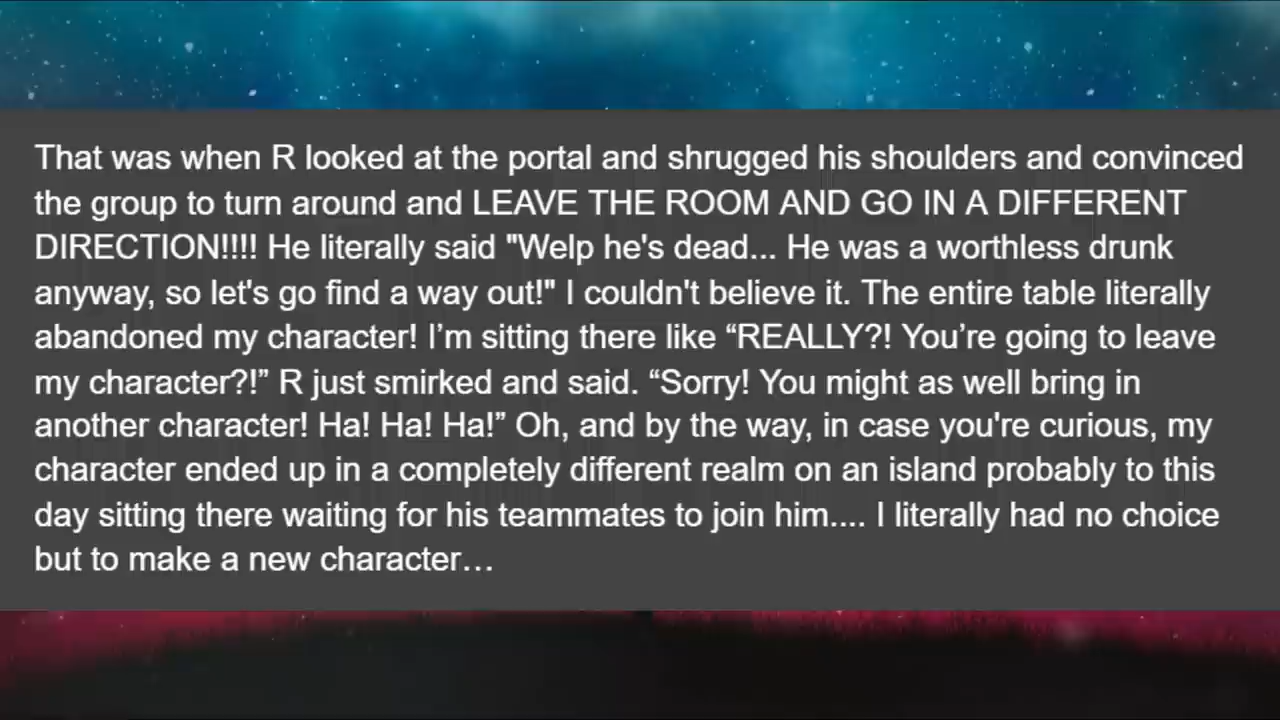 That was when R looked at the portal and shrugged his shoulders and convinced
the group to turn around and LEAVE THE ROOM AND GO IN A DIFFERENT
DIRECTION!!!! He literally said "Welp he's dead... He was a worthless drunk
anyway, so let's go find a way out!" I couldn't believe it. The entire table literally
abandoned my character! I’m sitting there like “REALLY?! You’re going to leave
my character?!” R just smirked and said. “Sorry! You might as well bring in
another character! Ha! Ha! Ha!” Oh, and by the way, in case you're curious, my
character ended up in a completely different realm on an island probably to this
day sitting there waiting for his teammates to join him.... I literally had no choice
but to make a new character…